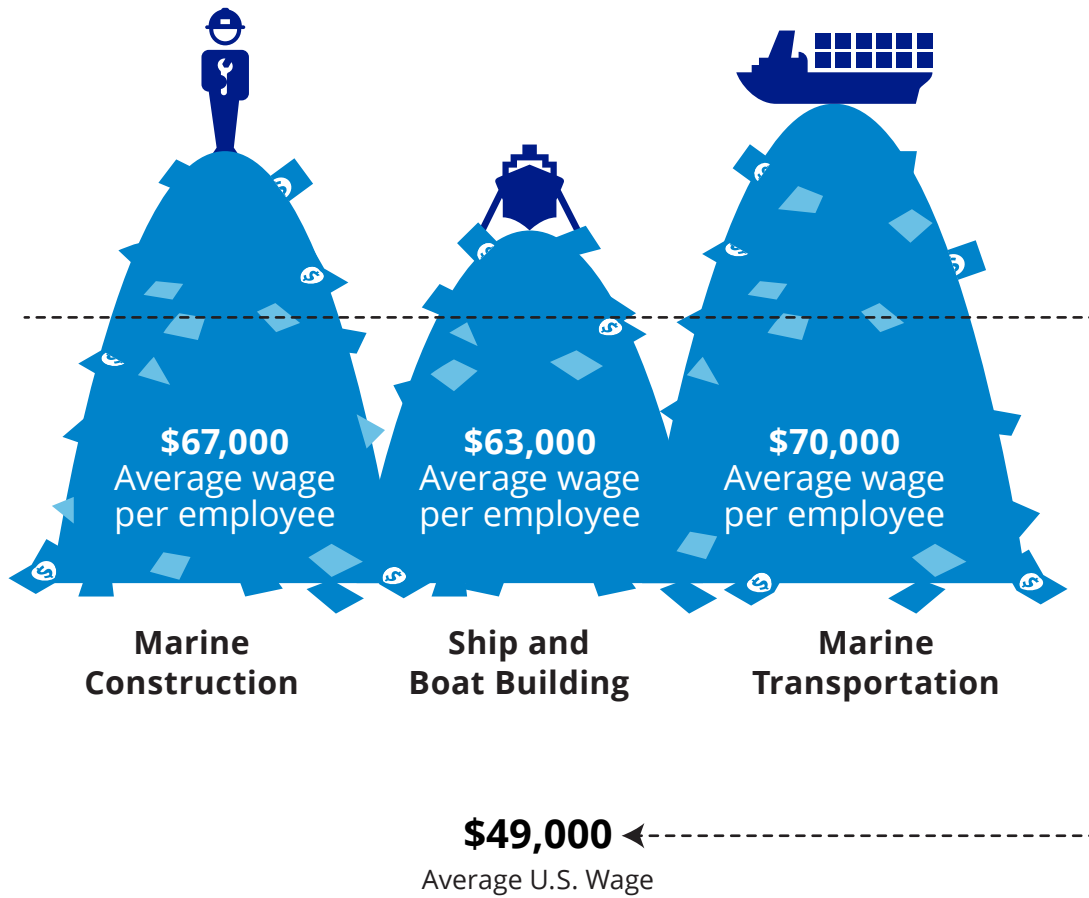 $67,000
Average wage
per employee
$63,000
Average wage
per employee
$70,000
Average wage
per employee
Marine
Construction
Ship and
Boat Building
Marine
Transportation
$49,000
Average U.S. Wage